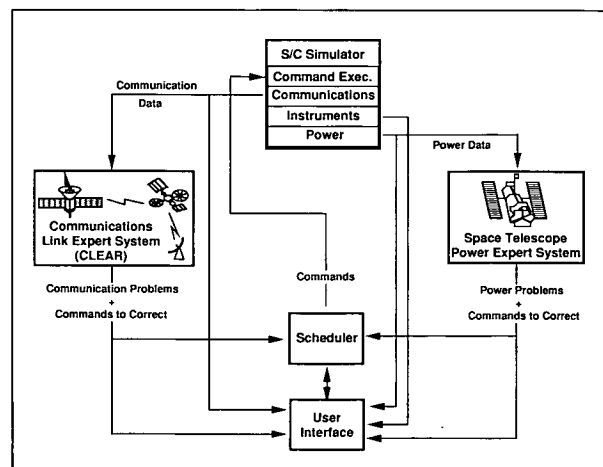 S/C Simulator
Command Exec.
Communications
Instruments
Power
Communication
Data
Power Data
Communications
Link Expert System
(CLEAR)
Space Telescope
Power Expert System
Commands
Communication Problems
+
Commands to Correct
Power Problems
+
Commands to Correct
Scheduler
User
Interface